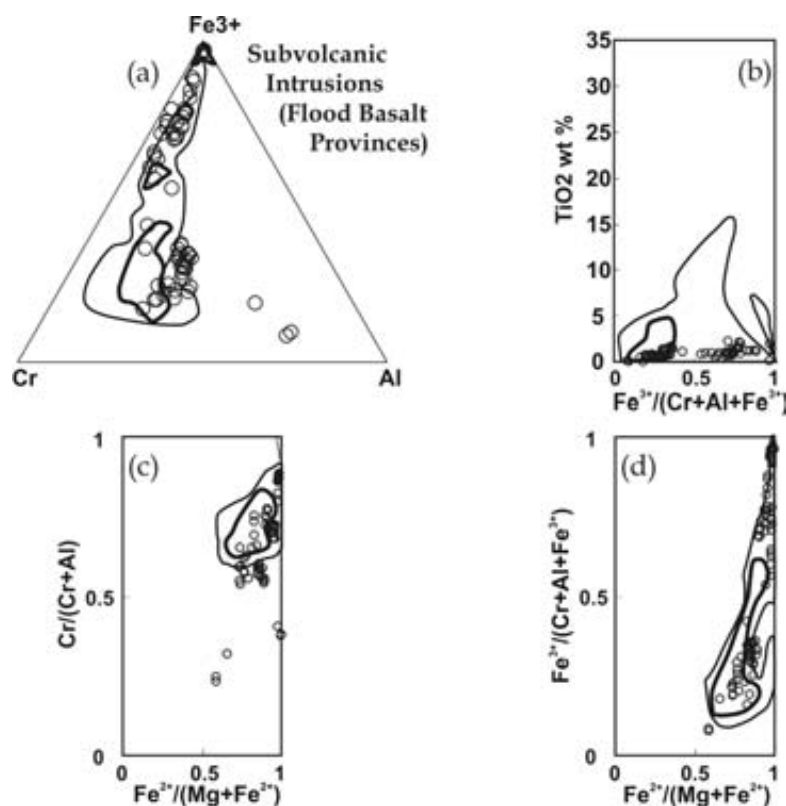 Fe3+
(a)
Subvolcanic
Intrusions
(Flood Basalt
Provinces)
Cr
Al
(b)
TiO2 wt %
35
30
25
20
15
10
5
0
0
0.5
1
Fe³⁺/(Cr+Al+Fe³⁺)
(c)
Cr/(Cr+Al)
1
0.5
0
0
0.5
1
Fe²⁺/(Mg+Fe²⁺)
(d)
Fe³⁺/(Cr+Al+Fe³⁺)
1
0.5
0
0
0.5
1
Fe²⁺/(Mg+Fe²⁺)